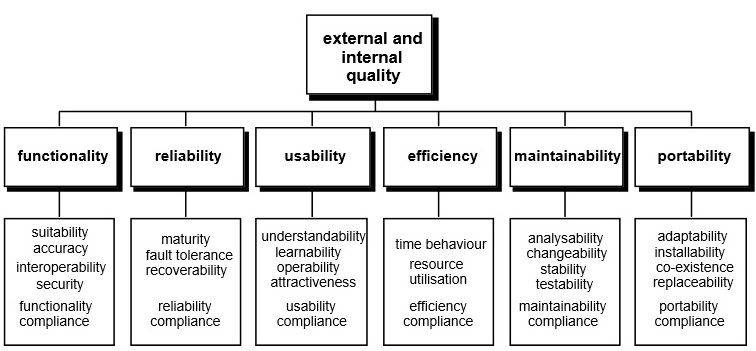 external and
internal
quality
functionality
reliability
usability
efficiency
maintainability
portability
suitability
accuracy
interoperability
security
functionality
compliance
maturity
fault tolerance
recoverability
reliability
compliance
understandability
learnability
operability
attractiveness
usability
compliance
time behaviour
resource
utilisation
efficiency
compliance
analysability
changeability
stability
testability
maintainability
compliance
adaptability
installability
co-existence
replaceability
portability
compliance